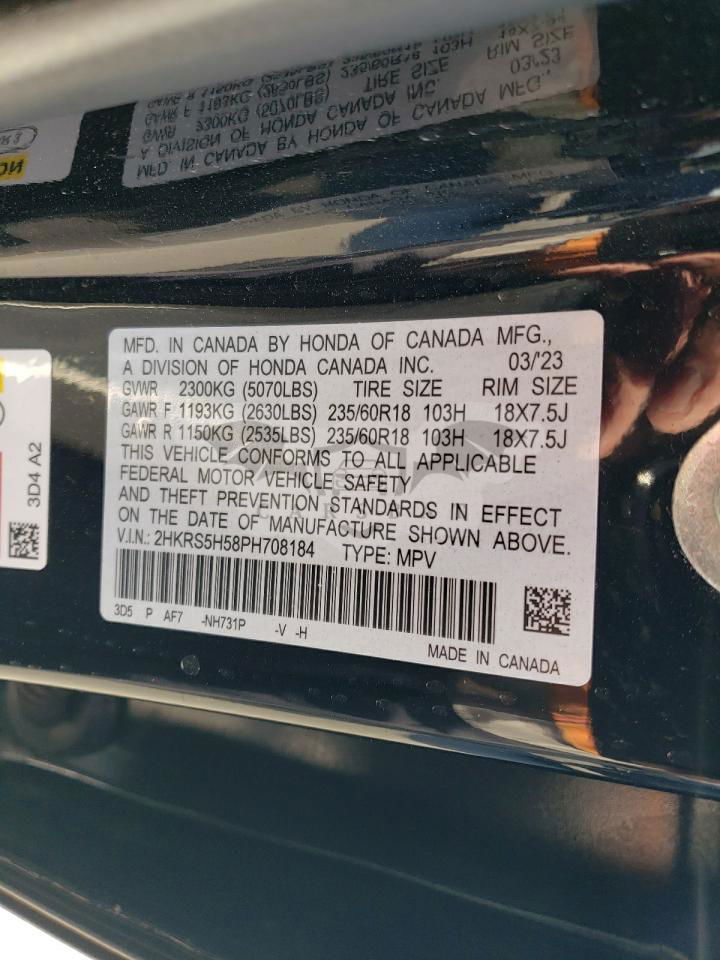 MFD. IN CANADA BY HONDA OF CANADA MFG.,
A DIVISION OF HONDA CANADA INC. 03/'23
GVWR 2300KG (5070LBS) TIRE SIZE RIM SIZE
GAWR F 1193KG (2630LBS) 235/60R18 103H 18X7.5J
GAWR R 1150KG (2535LBS) 235/60R18 103H 18X7.5J
THIS VEHICLE CONFORMS TO ALL APPLICABLE
FEDERAL MOTOR VEHICLE SAFETY
AND THEFT PREVENTION STANDARDS IN EFFECT
ON THE DATE OF MANUFACTURE SHOWN ABOVE.
V.I.N.: 2HKRS5H58PH708184 TYPE: MPV
3D5 P AF7 -NH731P -V -H
MADE IN CANADA
3D4 A2